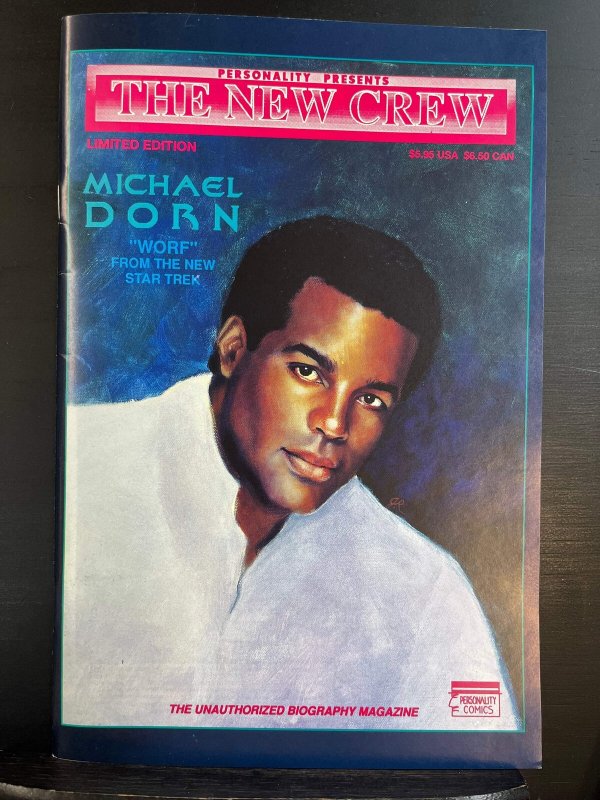 PERSONALITY PRESENTS
THE NEW CREW
LIMITED EDITION
$5.95 USA $6.50 CAN
MICHAEL
DORN
"WORF"
FROM THE NEW
STAR TREK
THE UNAUTHORIZED BIOGRAPHY MAGAZINE
PERSONALITY
COMICS